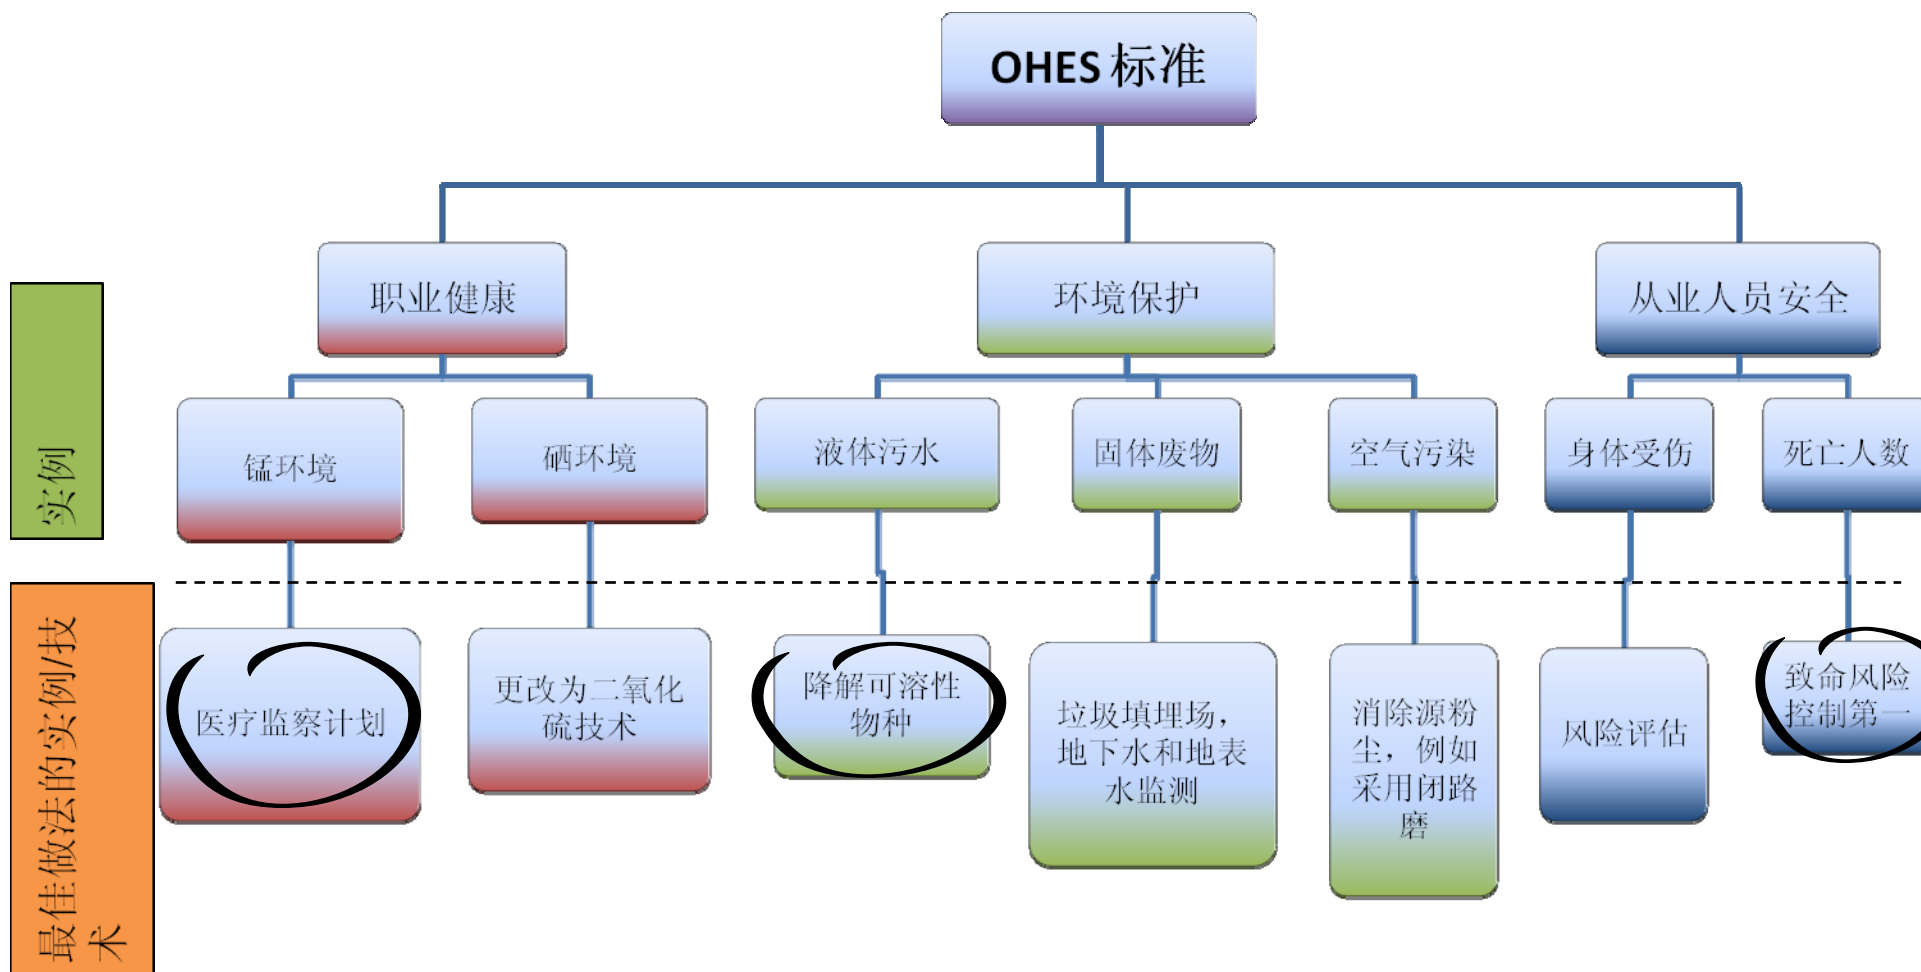 OHES 标准
职业健康
环境保护
从业人员安全
实例
锰环境
硒环境
液体污水
固体废物
空气污染
身体受伤
死亡人数
最佳做法的实例/技
术
医疗监察计划
更改为二氧化
硫技术
降解可溶性
物种
垃圾填埋场，
地下水和地表
水监测
消除源粉
尘，例如
采用闭路
磨
风险评估
致命风险
控制第一